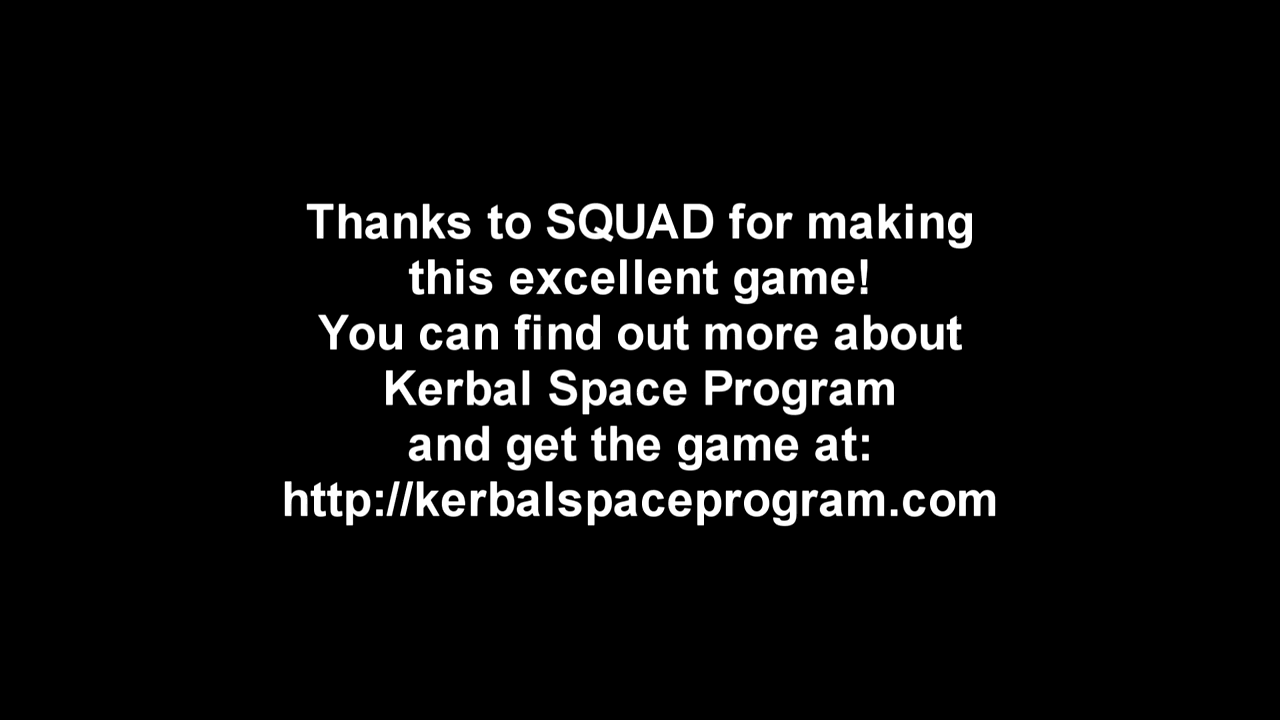 Thanks to SQUAD for making
this excellent game!
You can find out more about
Kerbal Space Program
and get the game at:
http://kerbalspaceprogram.com